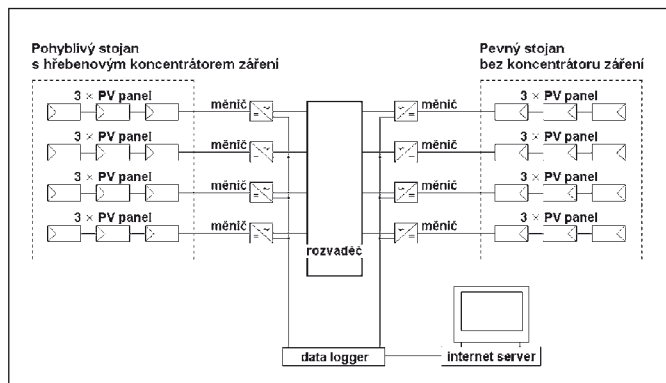 Pohyblivý stojan
s hřebenovým koncentrátorem záření
Pevný stojan
bez koncentrátoru záření
3 × PV panel
měnič
měnič
3 × PV panel
3 × PV panel
měnič
měnič
3 × PV panel
3 × PV panel
měnič
měnič
3 × PV panel
3 × PV panel
měnič
měnič
3 × PV panel
rozvaděč
data logger
internet server